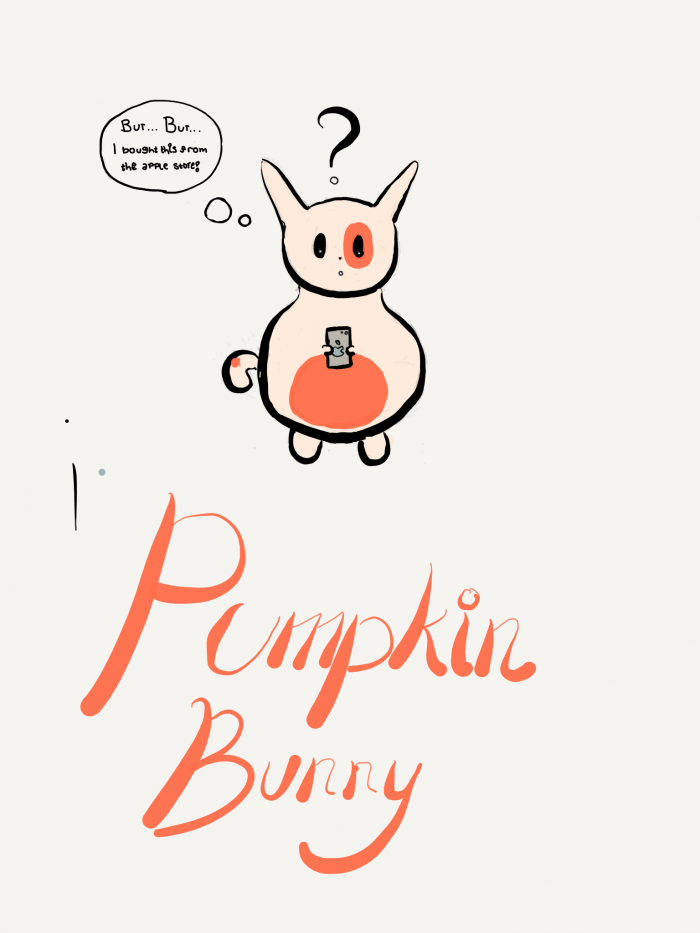 But... But...
I bought this from
the apple store?
?
Pumpkin
Bunny